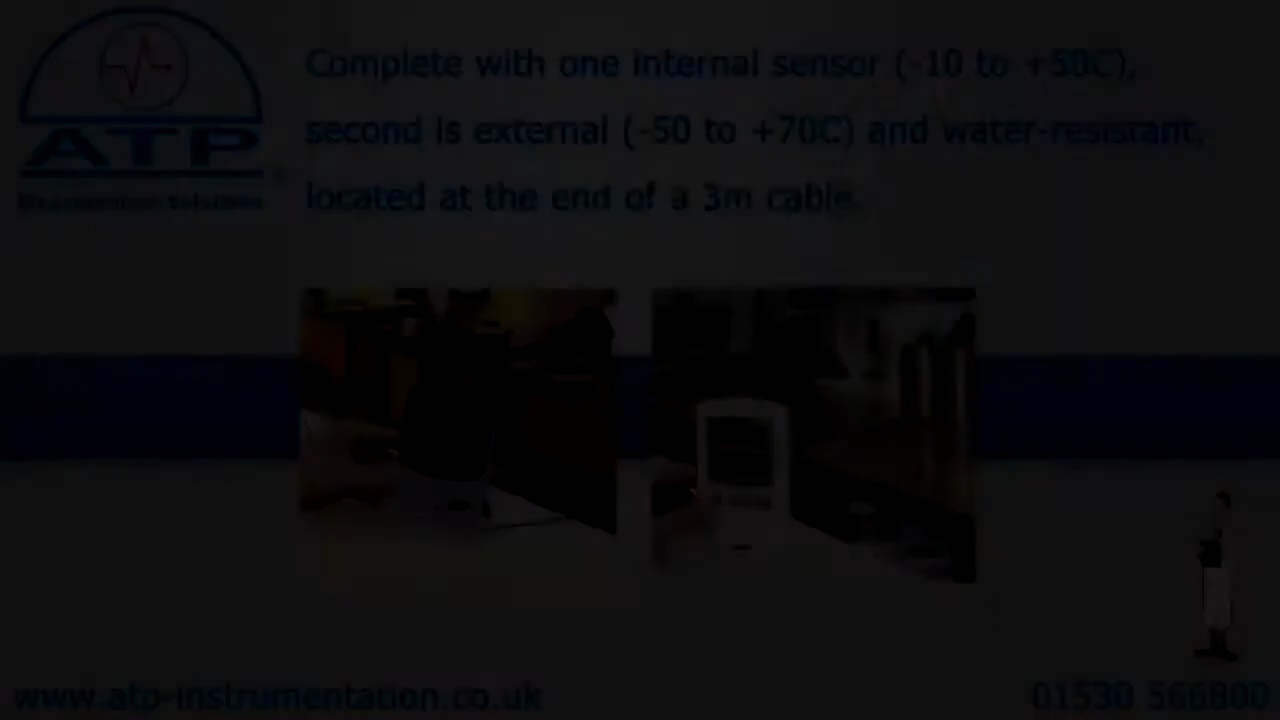 Complete with one internal sensor (-10 to +50C),
second is external (-50 to +70C) and water-resistant,
located at the end of a 3m cable.
ATP
www.atp-instrumentation.co.uk
01530 566800